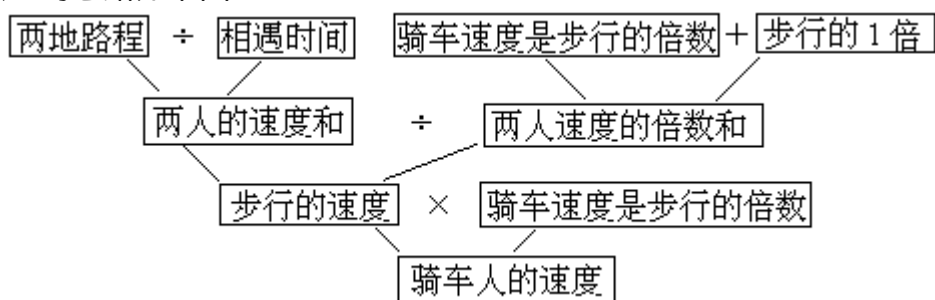 两地路程 ÷ 相遇时间 骑车速度是步行的倍数 + 步行的1倍
两人的速度和 ÷ 两人速度的倍数和
步行的速度 × 骑车速度是步行的倍数
骑车人的速度